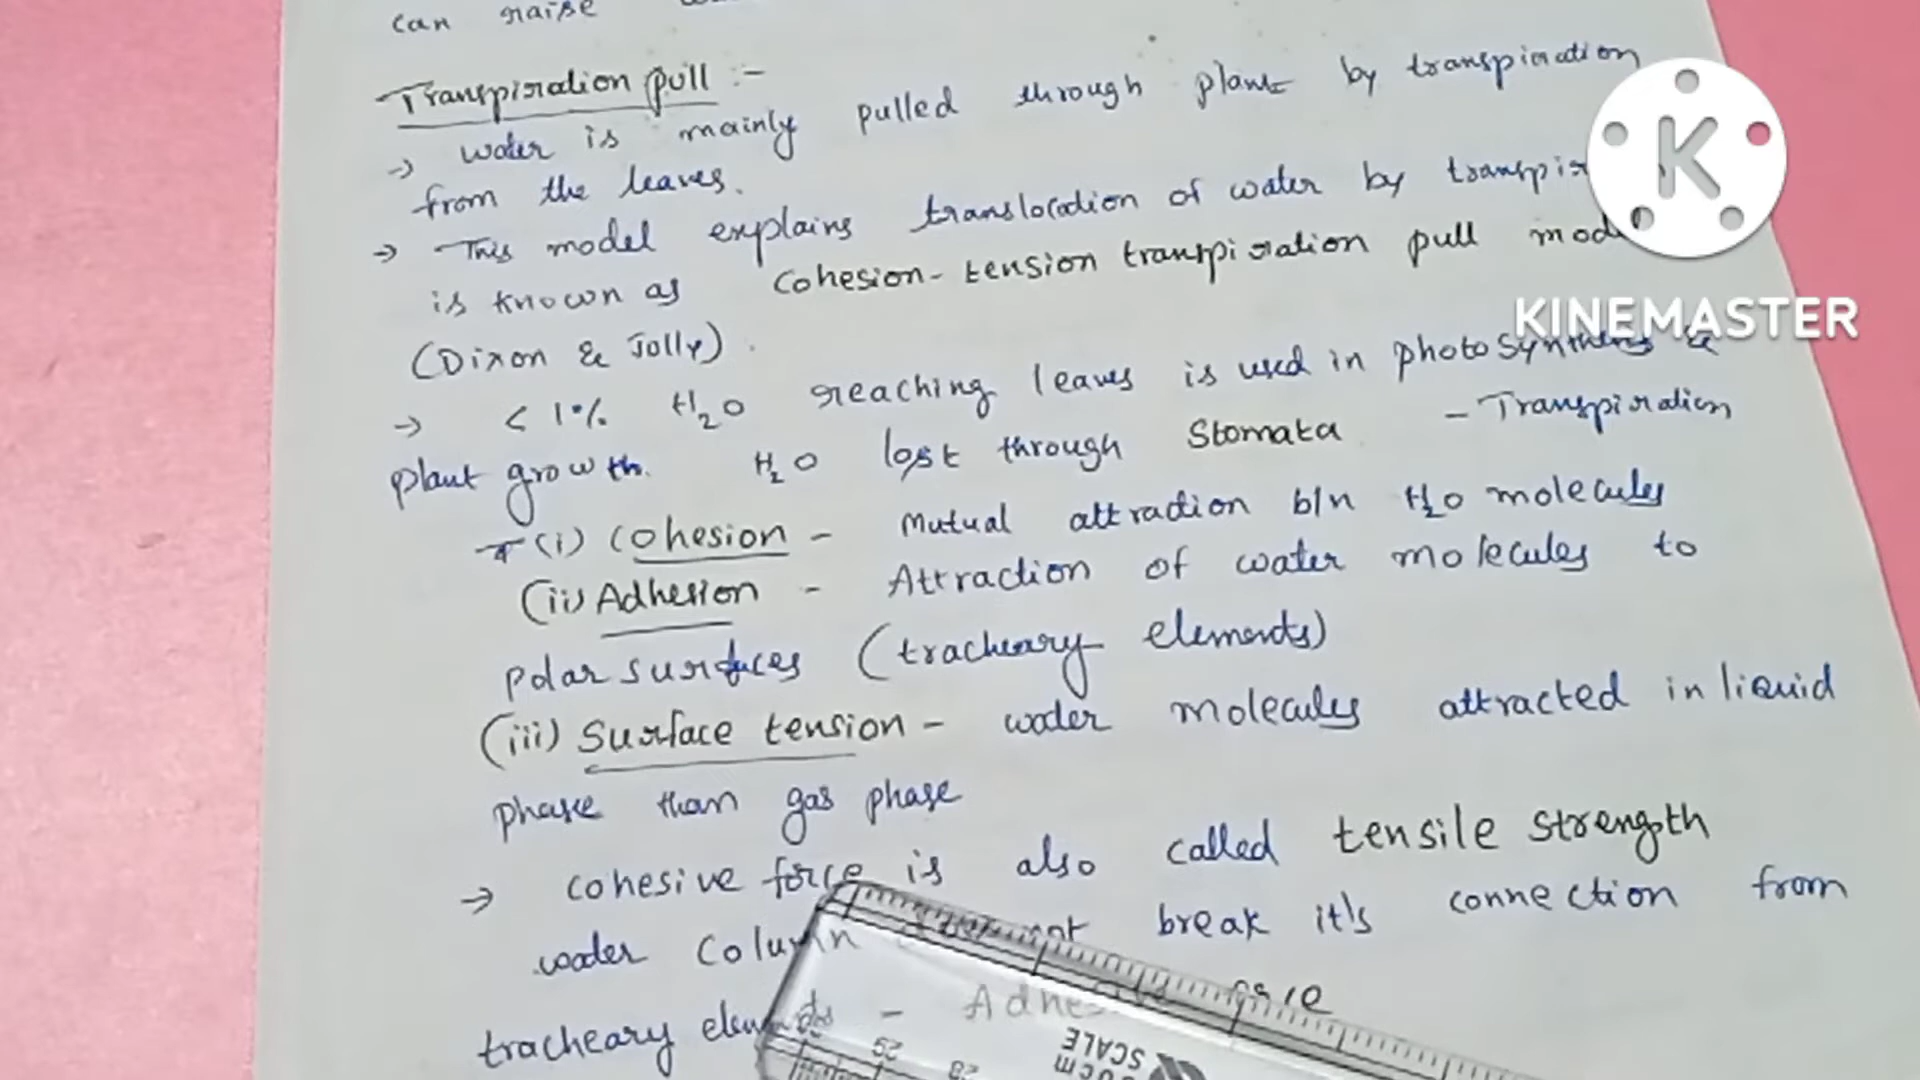 can raise
Transpiration pull :-
→ water is mainly pulled through plant by transpiration
from the leaves.
→ This model explains translocation of water by
is known as Cohesion-tension transpiration pull
(Dixon & Jolly).
→ < 1% H2O reaching leaves is used in photosynthesis &
plant growth. H2O lost through Stomata - Transpiration
(i) Cohesion - Mutual attraction b/n H2O molecules
(ii) Adhesion - Attraction of water molecules to
polar surfaces (tracheary elements)
(iii) Surface tension - water molecules attracted in liquid
phase than gas phase
→ cohesive force is also called tensile strength
water column break it's connection from
tracheary elements -
K
KINEMASTER
29
28
cm
SCALE